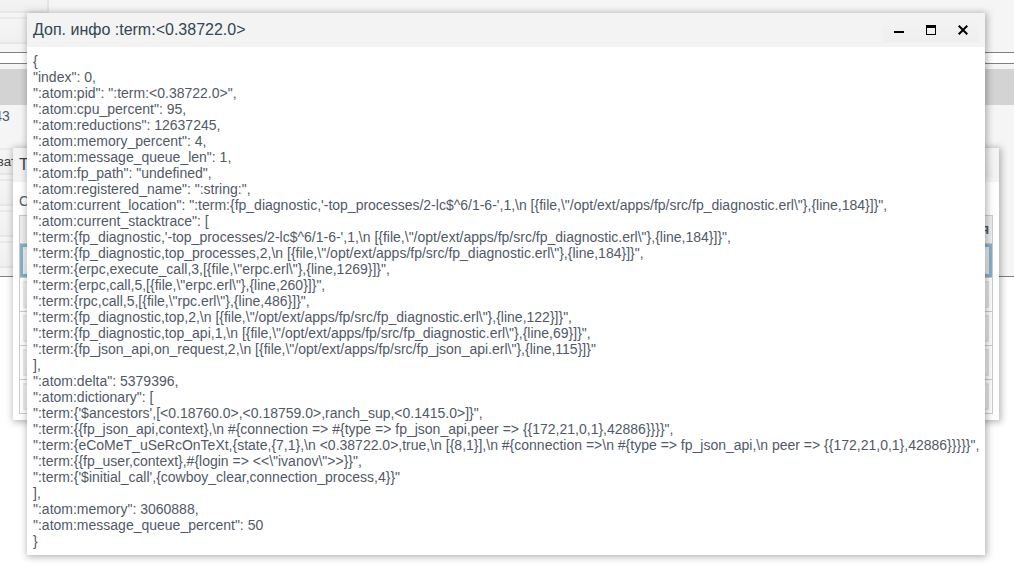 Доп. инфо :term:<0.38722.0>
{
"index": 0,
":atom:pid": ":term:<0.38722.0>",
":atom:cpu_percent": 95,
":atom:reductions": 12637245,
":atom:memory_percent": 4,
":atom:message_queue_len": 1,
":atom:fp_path": "undefined",
":atom:registered_name": ":string:",
":atom:current_location": ":term:{fp_diagnostic,'-top_processes/2-lc$^6/1-6-',1,\n [{file,\"/opt/ext/apps/fp/src/fp_diagnostic.erl\"},{line,184}]}",
":atom:current_stacktrace": [
":term:{fp_diagnostic,'-top_processes/2-lc$^6/1-6-',1,\n [{file,\"/opt/ext/apps/fp/src/fp_diagnostic.erl\"},{line,184}]}",
":term:{fp_diagnostic,top_processes,2,\n [{file,\"/opt/ext/apps/fp/src/fp_diagnostic.erl\"},{line,184}]}",
":term:{erpc,execute_call,3,[{file,\"erpc.erl\"},{line,1269}]}",
":term:{erpc,call,5,[{file,\"erpc.erl\"},{line,260}]}",
":term:{rpc,call,5,[{file,\"rpc.erl\"},{line,486}]}",
":term:{fp_diagnostic,top,2,\n [{file,\"/opt/ext/apps/fp/src/fp_diagnostic.erl\"},{line,122}]}",
":term:{fp_diagnostic,top_api,1,\n [{file,\"/opt/ext/apps/fp/src/fp_diagnostic.erl\"},{line,69}]}",
":term:{fp_json_api,on_request,2,\n [{file,\"/opt/ext/apps/fp/src/fp_json_api.erl\"},{line,115}]}"
],
":atom:delta": 5379396,
":atom:dictionary": [
":term:{'$ancestors',[<0.18760.0>,<0.18759.0>,ranch_sup,<0.1415.0>]}",
":term:{{fp_json_api,context},\n #{connection => #{type => fp_json_api,peer => {{172,21,0,1},42886}}}}",
":term:{eCoMeT_uSeRcOnTeXt,{state,{7,1},\n <0.38722.0>,true,\n [[8,1]],\n #{connection =>\n #{type => fp_json_api,\n peer => {{172,21,0,1},42886}}}}}",
":term:{{fp_user,context},#{login => <<\"ivanov\">>}}",
":term:{'$initial_call',{cowboy_clear,connection_process,4}}"
],
":atom:memory": 3060888,
":atom:message_queue_percent": 50
}